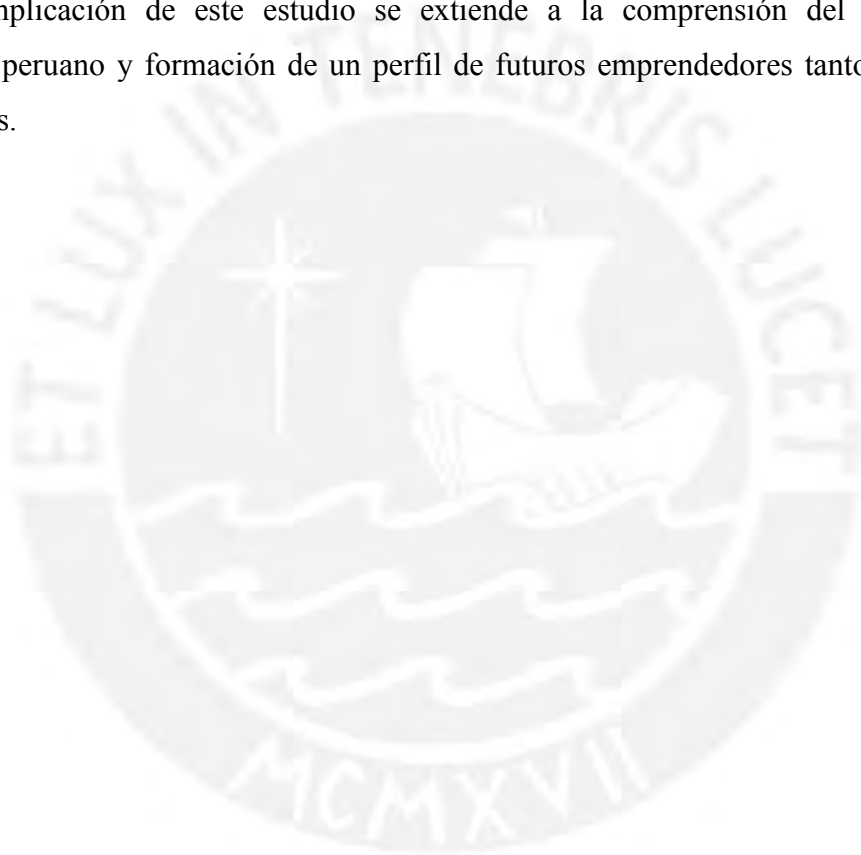 mplicación de este estudio se extiende a la comprensión del
peruano y formación de un perfil de futuros emprendedores tanto
s.
ET LUX IN TENEBRIS LUCET
MCMXVII